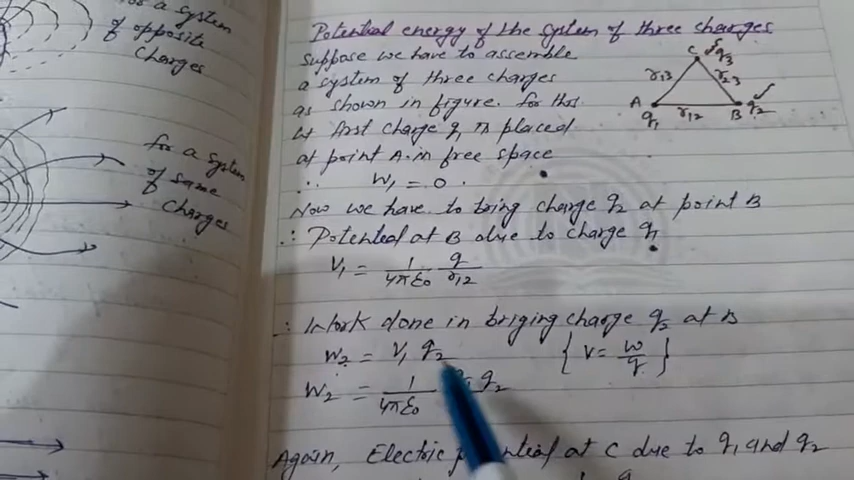 for a system
of opposite
charges
for a system
of same
charges
Potential energy of the system of three charges
Suppose we have to assemble
a system of three charges
as shown in figure. For this
let first charge q₁ is placed
at point A in free space
∴ W₁ = 0.
Now we have to bring charge q₂ at point B
∴ Potential at B due to charge q₁
V₁ = 1/4πε₀ q/r₁₂
∴ Work done in briging charge q₂ at B
W₂ = V₁ q₂ { V = W/q }
W₂ = 1/4πε₀ q₂
Again, Electric potential at C due to q₁ and q₂
C q₃
r₁₃ r₂₃
A B q₂
q₁ r₁₂